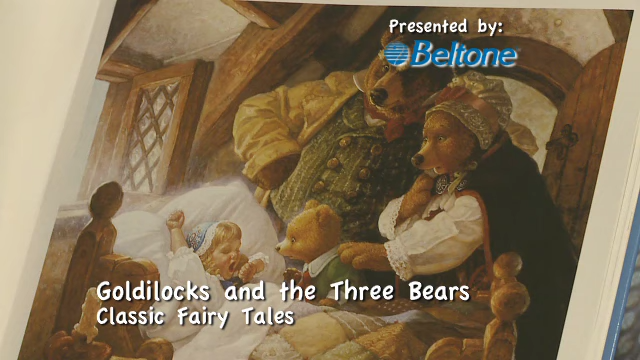 Presented by:
Beltone
Goldilocks and the Three Bears
Classic Fairy Tales